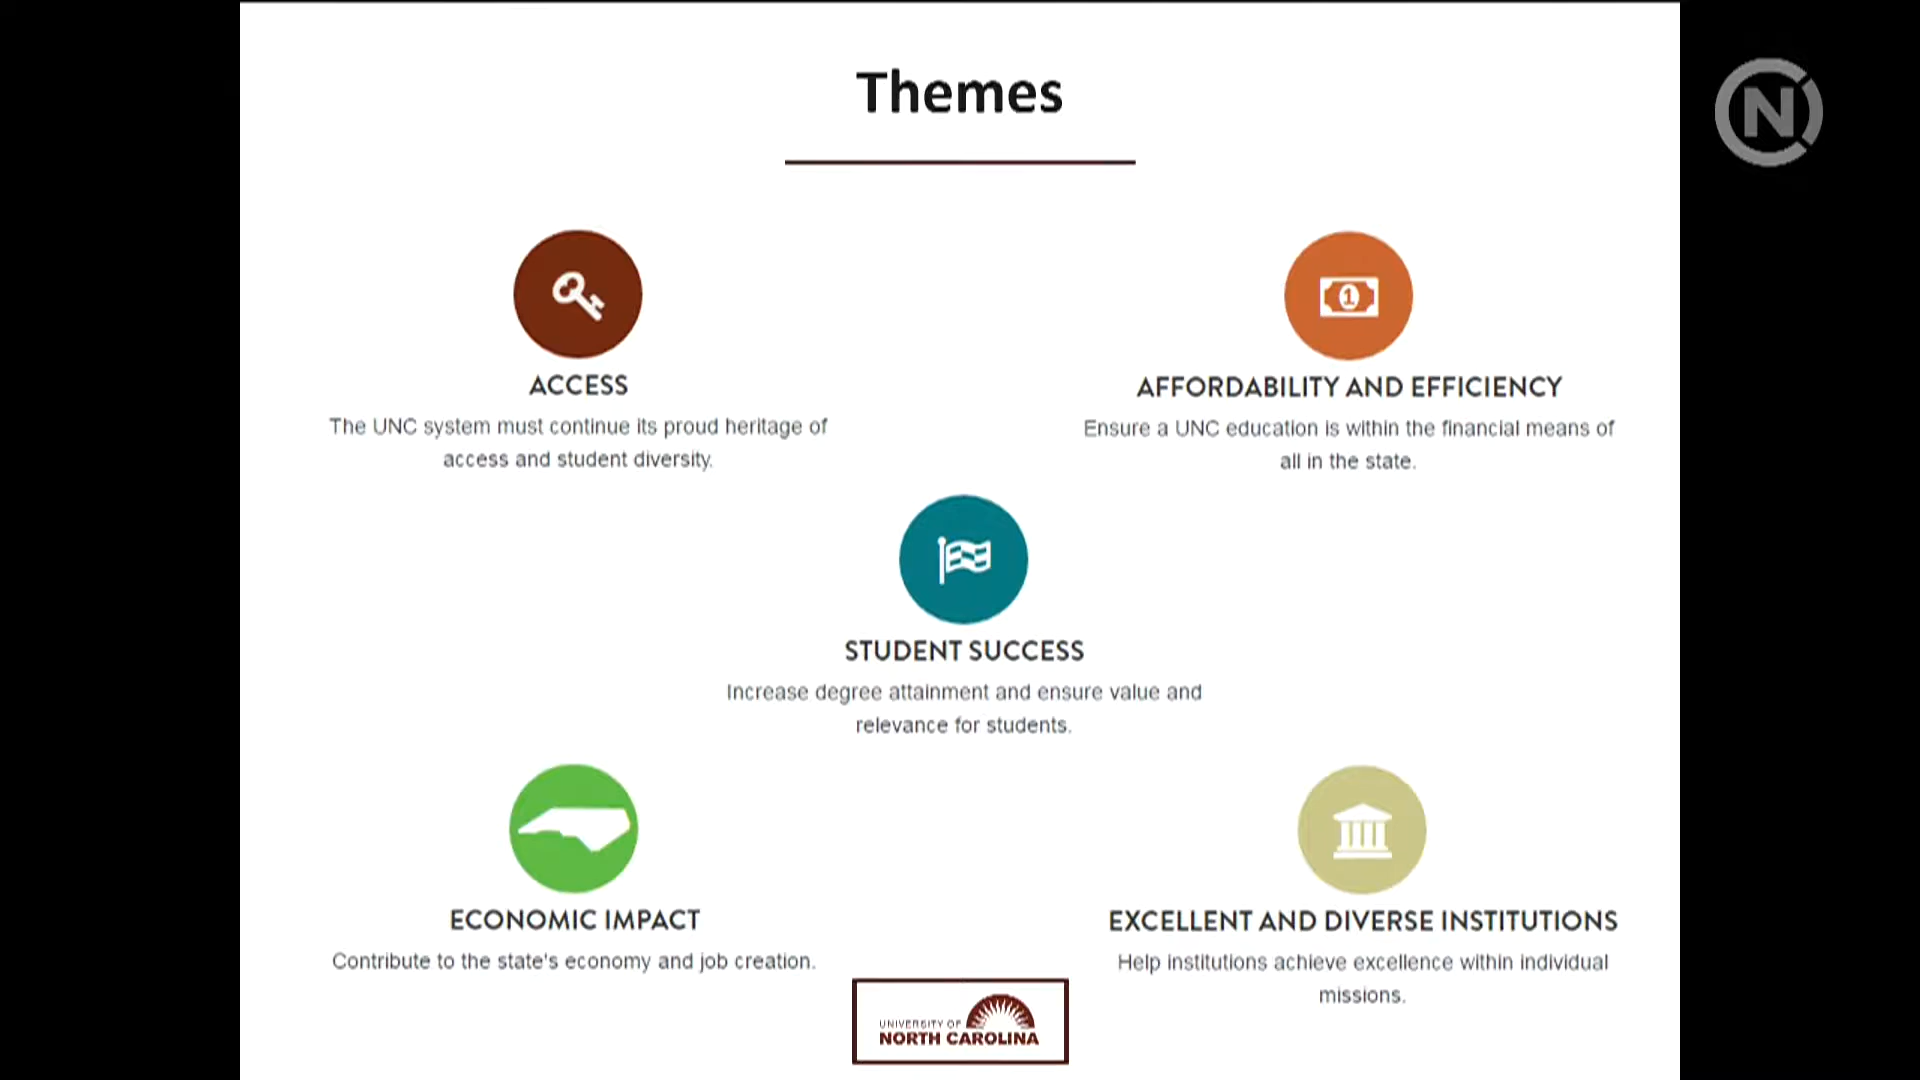 Themes
ACCESS
The UNC system must continue its proud heritage of
access and student diversity.
AFFORDABILITY AND EFFICIENCY
Ensure a UNC education is within the financial means of
all in the state.
STUDENT SUCCESS
Increase degree attainment and ensure value and
relevance for students.
ECONOMIC IMPACT
Contribute to the state's economy and job creation.
EXCELLENT AND DIVERSE INSTITUTIONS
Help institutions achieve excellence within individual
missions.
UNIVERSITY OF
NORTH CAROLINA
N
1